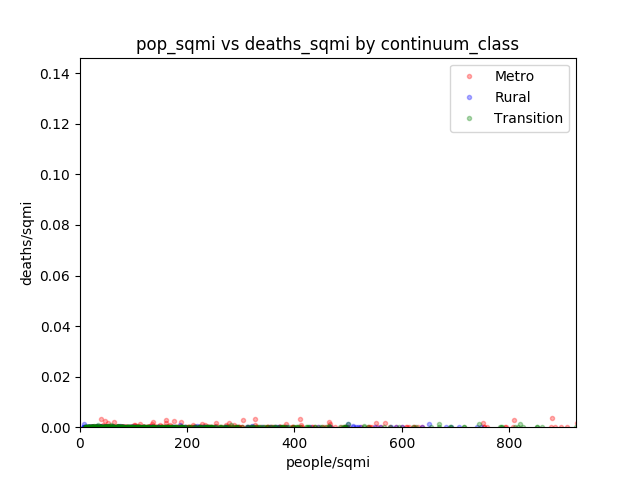 pop_sqmi vs deaths_sqmi by continuum_class
Metro
Rural
Transition
deaths/sqmi
0.14
0.12
0.10
0.08
0.06
0.04
0.02
0.00
0
200
400
600
800
people/sqmi